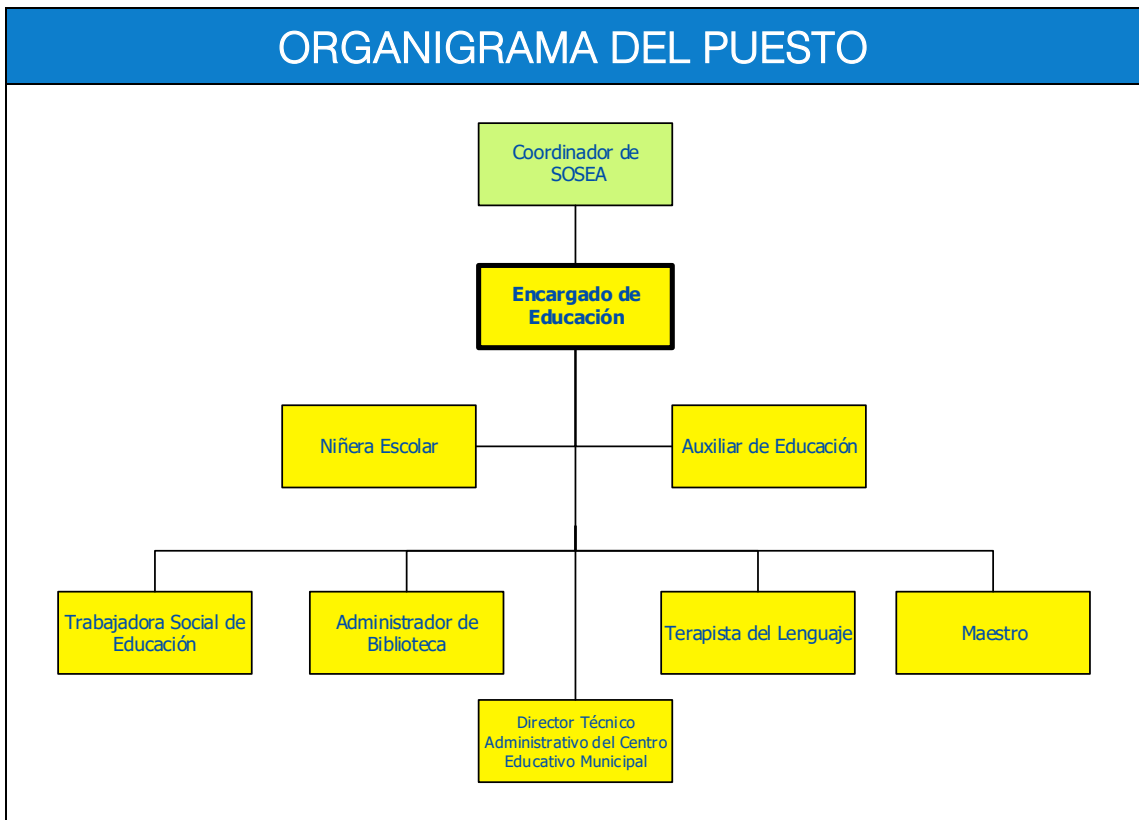 ORGANIGRAMA DEL PUESTO
Coordinador de
SOSEA
Encargado de
Educación
Niñera Escolar
Auxiliar de Educación
Trabajadora Social de
Educación
Administrador de
Biblioteca
Terapista del Lenguaje
Maestro
Director Técnico
Administrativo del Centro
Educativo Municipal